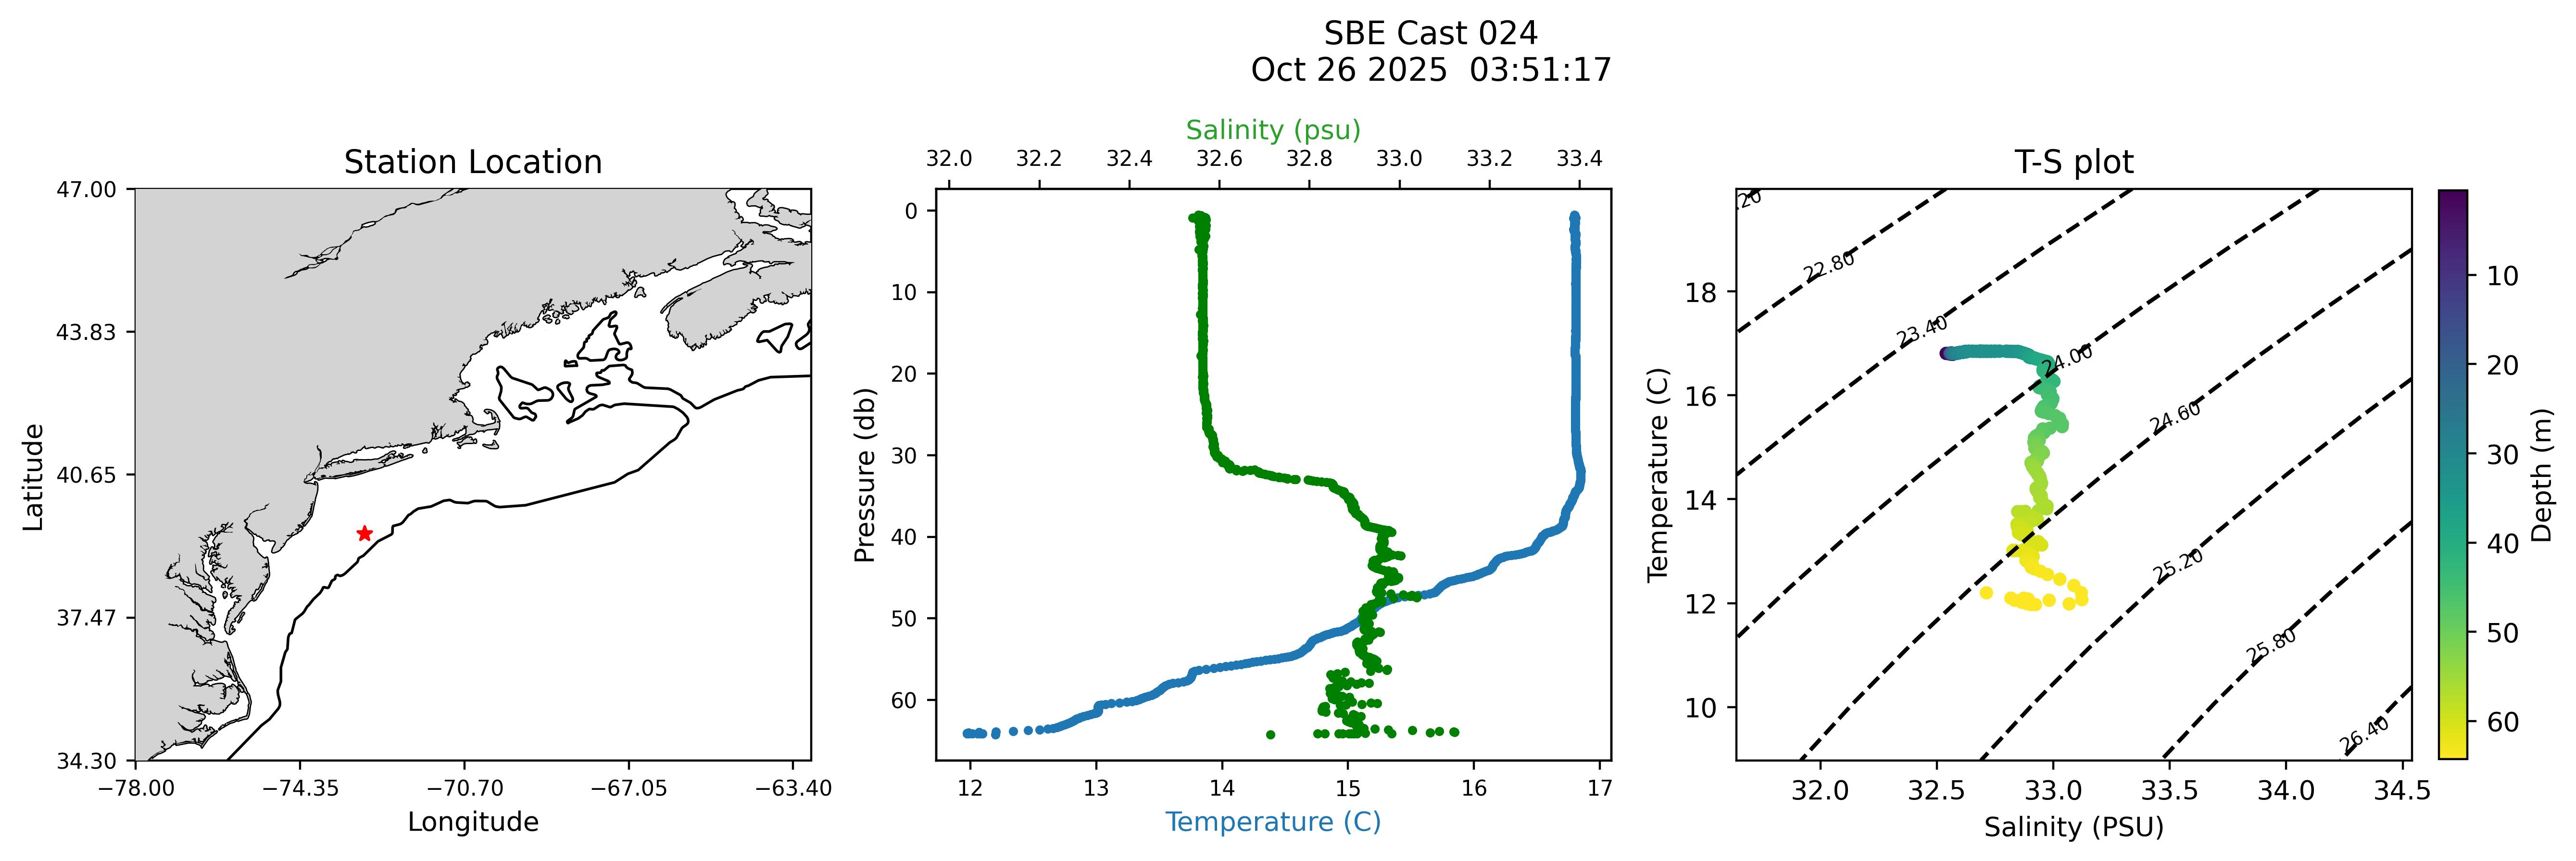 SBE Cast 024
Oct 26 2025  03:51:17
Station Location
47.00
43.83
40.65
37.47
34.30
Latitude
−78.00 −74.35 −70.70 −67.05 −63.40
Longitude
Salinity (psu)
32.0 32.2 32.4 32.6 32.8 33.0 33.2 33.4
0
10
20
30
40
50
60
Pressure (db)
12 13 14 15 16 17
Temperature (C)
T-S plot
18
16
14
12
10
Temperature (C)
.20
22.80
23.40
24.00
24.60
25.20
25.80
26.40
32.0 32.5 33.0 33.5 34.0 34.5
Salinity (PSU)
10
20
30
40
50
60
Depth (m)